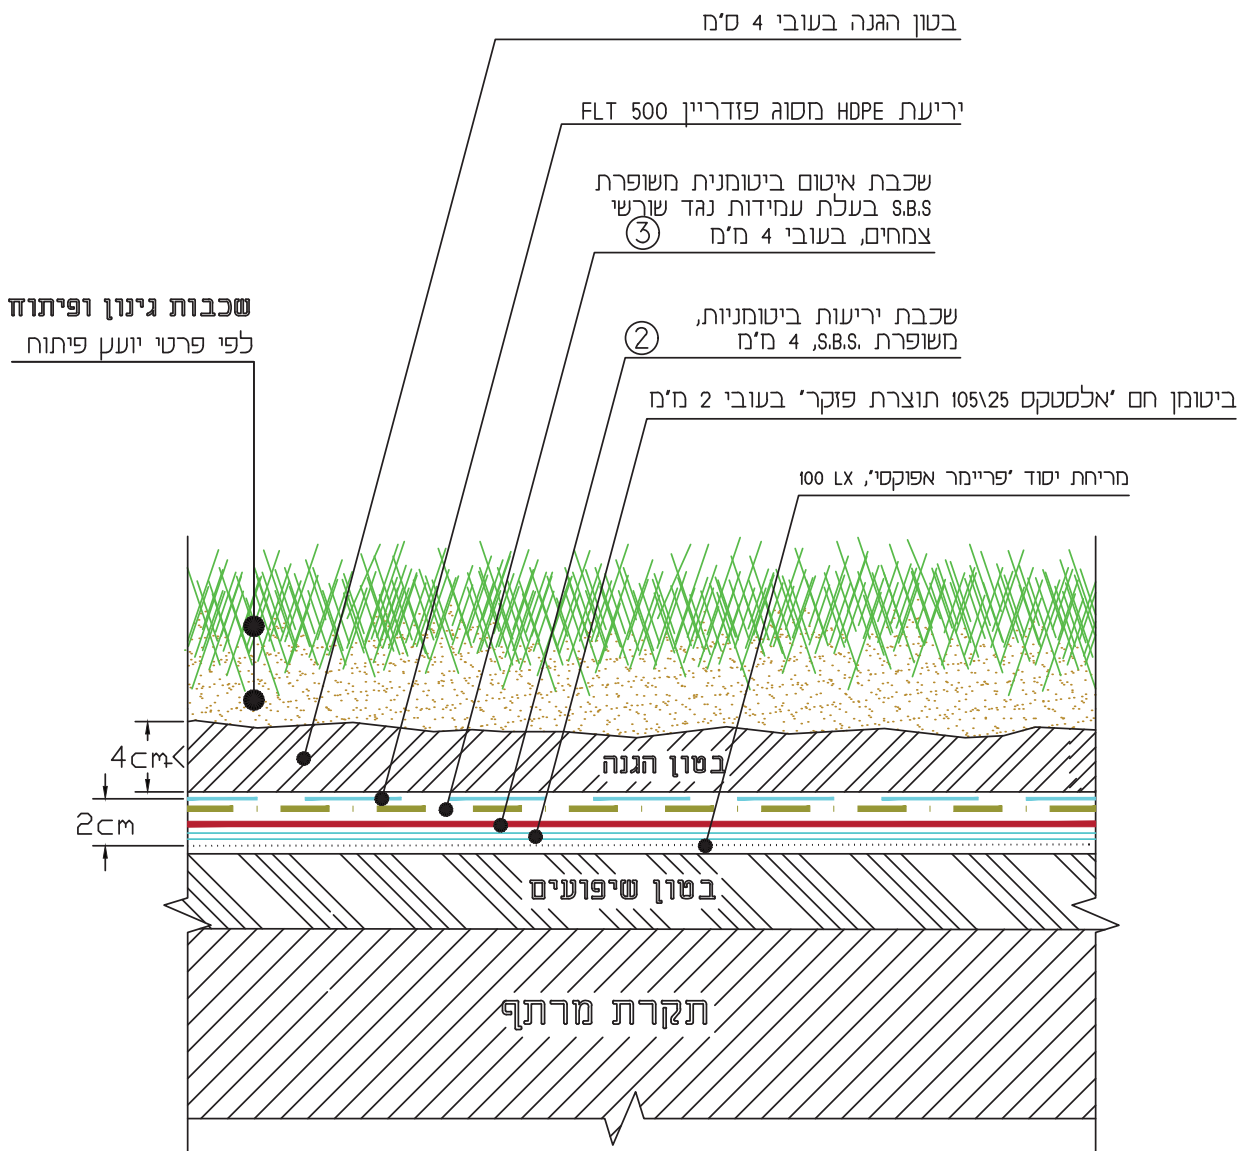 בטון הגנה בעובי 4 ס"מ
יריעת HDPE מסוג פזדריין FLT 500
שכבת איטום ביטומנית משופרת
S.B.S בעלת עמידות נגד שורשי
צמחים, בעובי 4 מ"מ
3
שכבות גינון ופיתוח
לפי פרטי יועץ פיתוח
שכבת יריעות ביטומניות,
משופרת .S.B.S, 4 מ"מ
2
ביטומן חם "אלסטקס 105\25 תוצרת פזקר" בעובי 2 מ"מ
מריחת יסוד "פריימר אפוקסי", 100 LX
4cm<
בטון הגנה
2cm
בטון שיפועים
תקרת מרתף